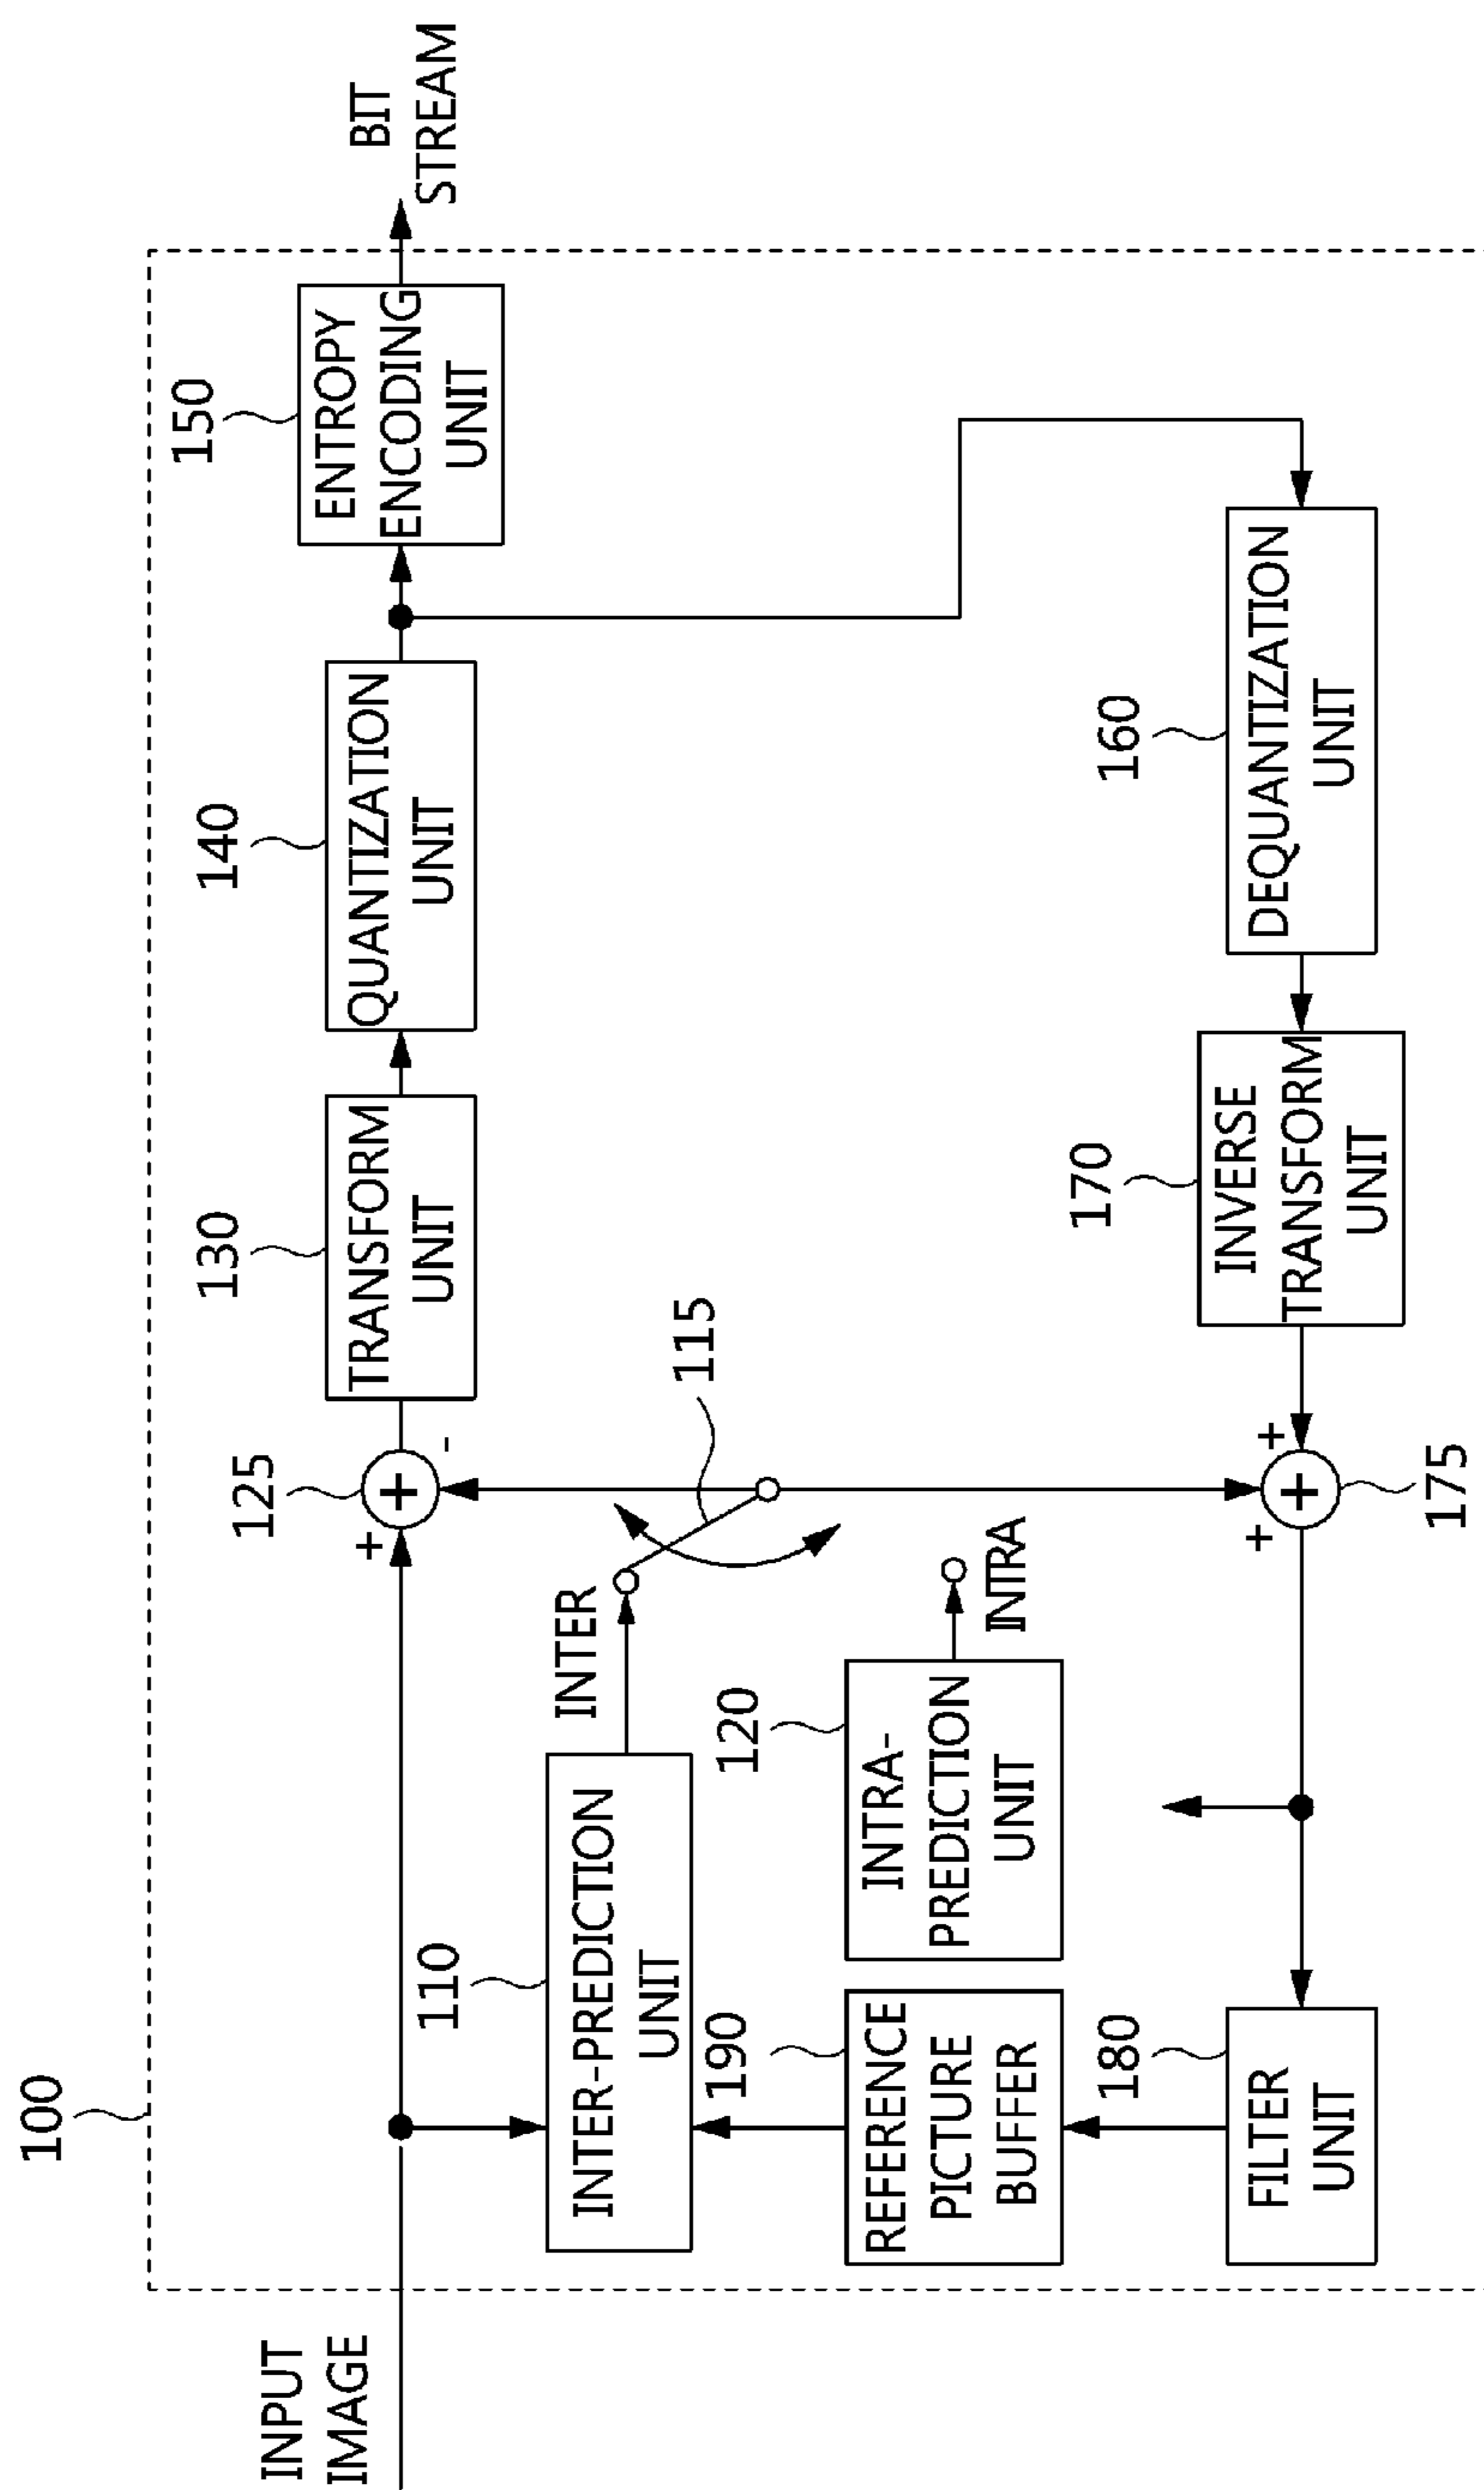 100
INPUT
IMAGE
125
+
-
+
130
TRANSFORM
UNIT
140
QUANTIZATION
UNIT
150
ENTROPY
ENCODING
UNIT
BIT
STREAM
110
INTER-PREDICTION
UNIT
INTER
115
190
REFERENCE
PICTURE
BUFFER
120
INTRA-
PREDICTION
UNIT
INTRA
180
FILTER
UNIT
+
+
+
175
170
INVERSE
TRANSFORM
UNIT
160
DEQUANTIZATION
UNIT